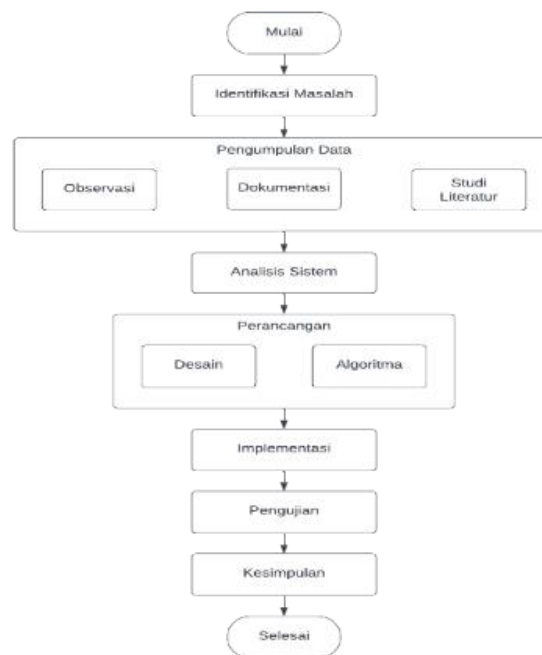 Mulai
Identifikasi Masalah
Pengumpulan Data
Observasi
Dokumentasi
Studi
Literatur
Analisis Sistem
Perancangan
Desain
Algoritma
Implementasi
Pengujian
Kesimpulan
Selesai